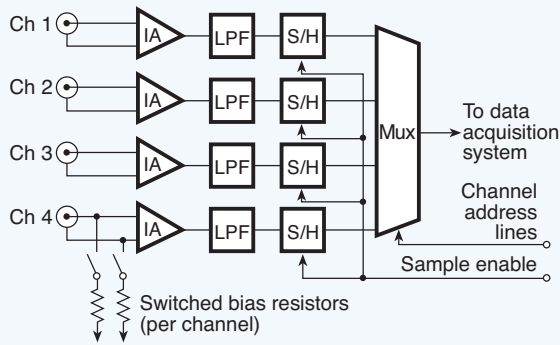 Ch 1
IA
LPF
S/H
Ch 2
IA
LPF
S/H
Ch 3
IA
LPF
S/H
Ch 4
IA
LPF
S/H
Mux
To data
acquisition
system
Channel
address
lines
Sample enable
Switched bias resistors
(per channel)